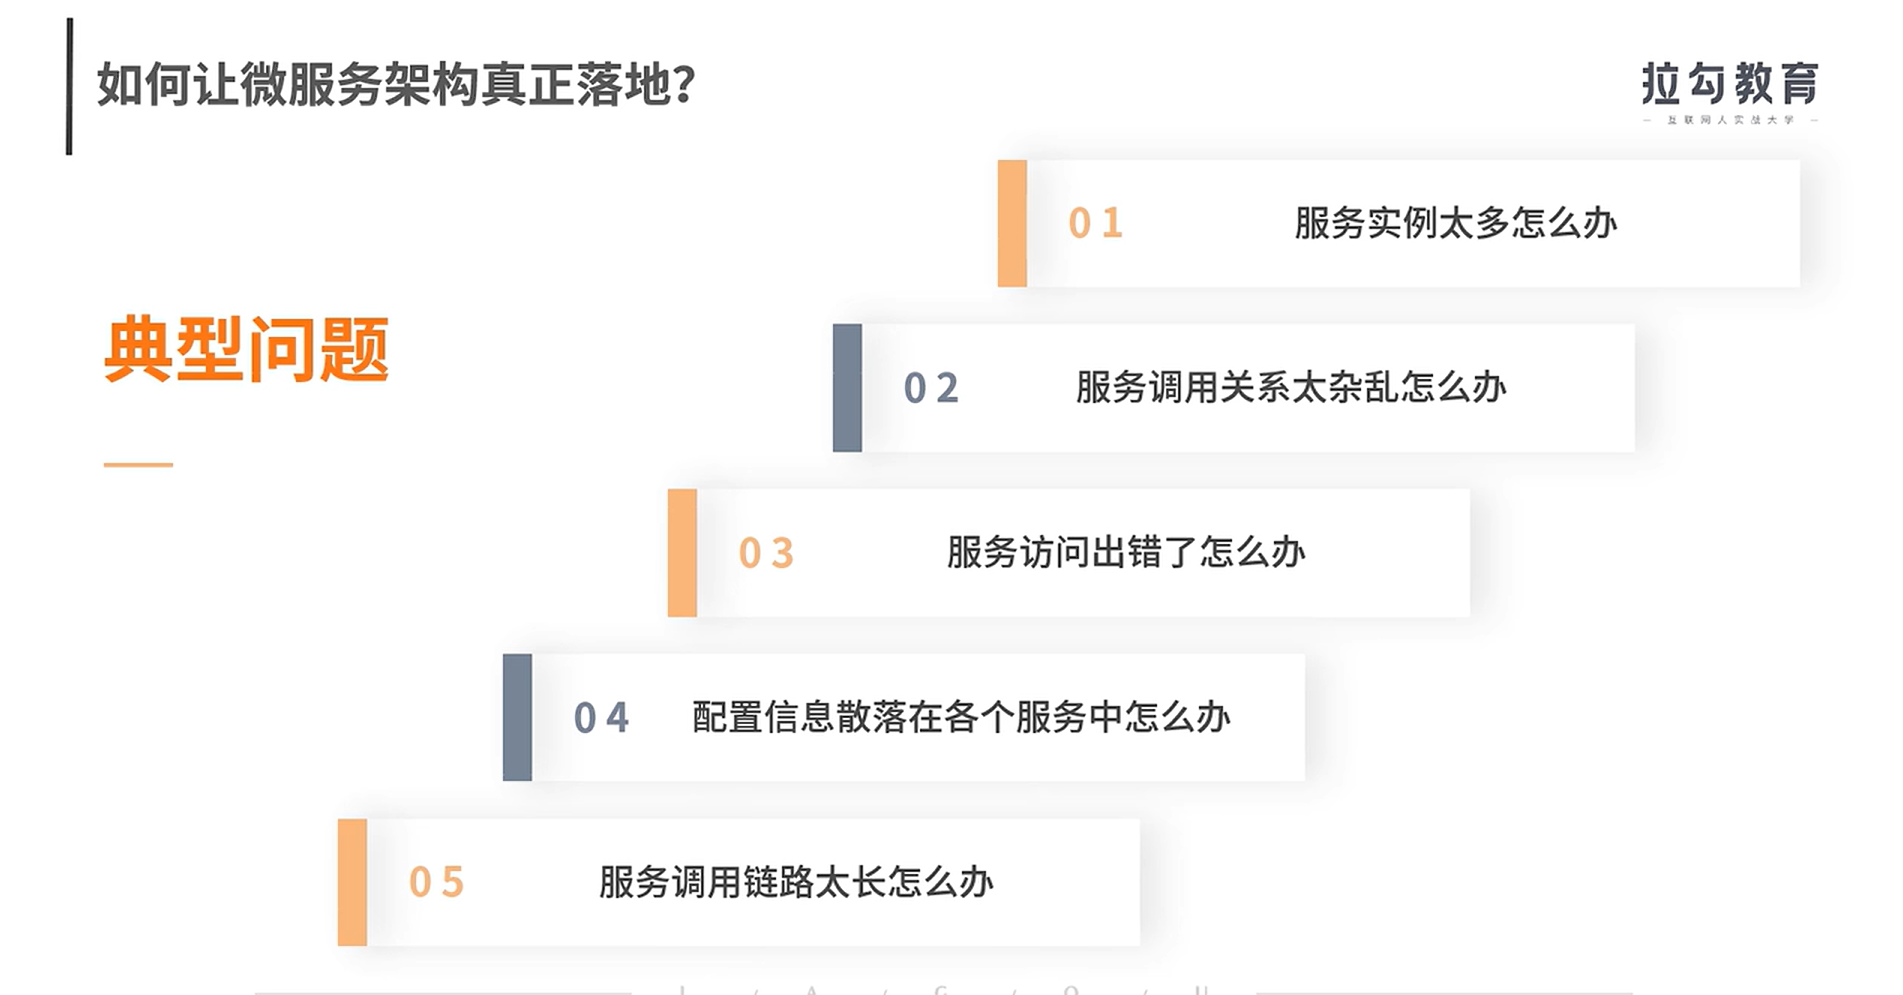 如何让微服务架构真正落地?
拉勾教育
— 互联网人实战大学 —
01 服务实例太多怎么办
典型问题
02 服务调用关系太杂乱怎么办
03 服务访问出错了怎么办
04 配置信息散落在各个服务中怎么办
05 服务调用链路太长怎么办
L / A / G / O / U